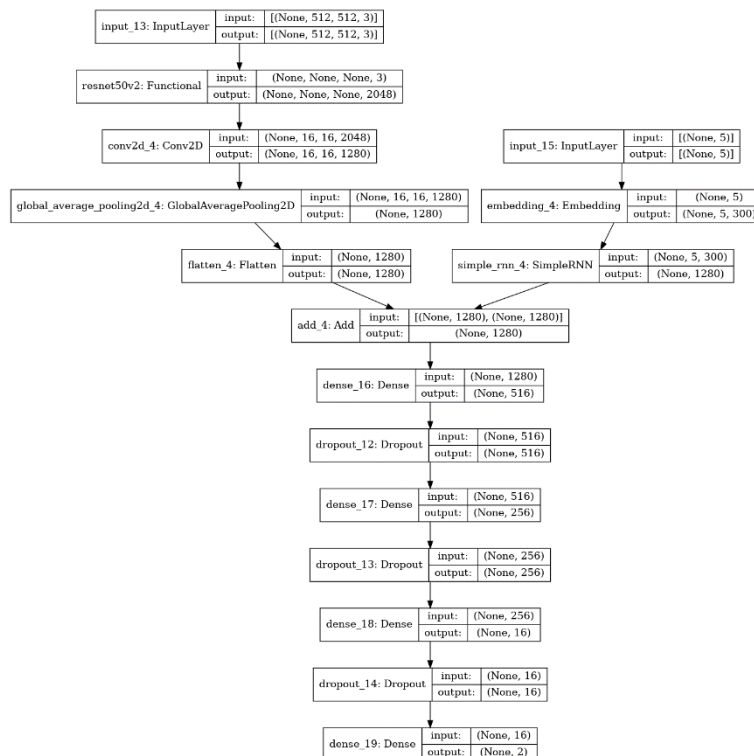 input_13: InputLayer input: [(None, 512, 512, 3)]
output: [(None, 512, 512, 3)]
resnet50v2: Functional input: (None, None, None, 3)
output: (None, None, None, 2048)
conv2d_4: Conv2D input: (None, 16, 16, 2048)
output: (None, 16, 16, 1280)
input_15: InputLayer input: [(None, 5)]
output: [(None, 5)]
global_average_pooling2d_4: GlobalAveragePooling2D input: (None, 16, 16, 1280)
output: (None, 1280)
embedding_4: Embedding input: (None, 5)
output: (None, 5, 300)
flatten_4: Flatten input: (None, 1280)
output: (None, 1280)
simple_rnn_4: SimpleRNN input: (None, 5, 300)
output: (None, 1280)
add_4: Add input: [(None, 1280), (None, 1280)]
output: (None, 1280)
dense_16: Dense input: (None, 1280)
output: (None, 516)
dropout_12: Dropout input: (None, 516)
output: (None, 516)
dense_17: Dense input: (None, 516)
output: (None, 256)
dropout_13: Dropout input: (None, 256)
output: (None, 256)
dense_18: Dense input: (None, 256)
output: (None, 16)
dropout_14: Dropout input: (None, 16)
output: (None, 16)
dense_19: Dense input: (None, 16)
output: (None, 2)